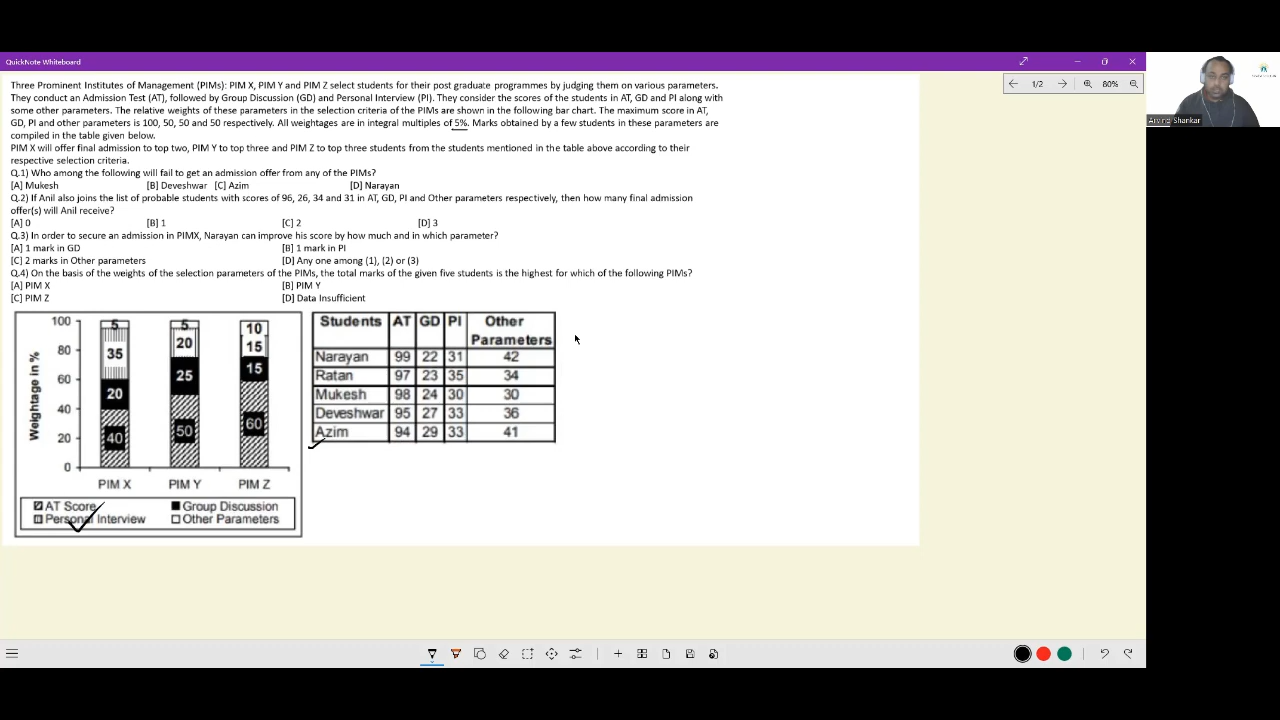 QuickNote Whiteboard
1/2
80%
Arvind Shankar
Three Prominent Institutes of Management (PIMs): PIM X, PIM Y and PIM Z select students for their post graduate programmes by judging them on various parameters.
They conduct an Admission Test (AT), followed by Group Discussion (GD) and Personal Interview (PI). They consider the scores of the students in AT, GD and PI along with
some other parameters. The relative weights of these parameters in the selection criteria of the PIMs are shown in the following bar chart. The maximum score in AT,
GD, PI and other parameters is 100, 50, 50 and 50 respectively. All weightages are in integral multiples of 5%. Marks obtained by a few students in these parameters are
compiled in the table given below.
PIM X will offer final admission to top two, PIM Y to top three and PIM Z to top three students from the students mentioned in the table above according to their
respective selection criteria.
Q.1) Who among the following will fail to get an admission offer from any of the PIMs?
[A] Mukesh [B] Deveshwar [C] Azim [D] Narayan
Q.2) If Anil also joins the list of probable students with scores of 96, 26, 34 and 31 in AT, GD, PI and Other parameters respectively, then how many final admission
offer(s) will Anil receive?
[A] 0 [B] 1 [C] 2 [D] 3
Q.3) In order to secure an admission in PIMX, Narayan can improve his score by how much and in which parameter?
[A] 1 mark in GD [B] 1 mark in PI
[C] 2 marks in Other parameters [D] Any one among (1), (2) or (3)
Q.4) On the basis of the weights of the selection parameters of the PIMs, the total marks of the given five students is the highest for which of the following PIMs?
[A] PIM X [B] PIM Y
[C] PIM Z [D] Data Insufficient
Weightage in %
100
80
60
40
20
0
5 5 10
35 20 15
20 25 15
40 50 60
PIM X PIM Y PIM Z
AT Score Group Discussion
Personal Interview Other Parameters
Students AT GD PI Other Parameters
Narayan 99 22 31 42
Ratan 97 23 35 34
Mukesh 98 24 30 30
Deveshwar 95 27 33 36
Azim 94 29 33 41